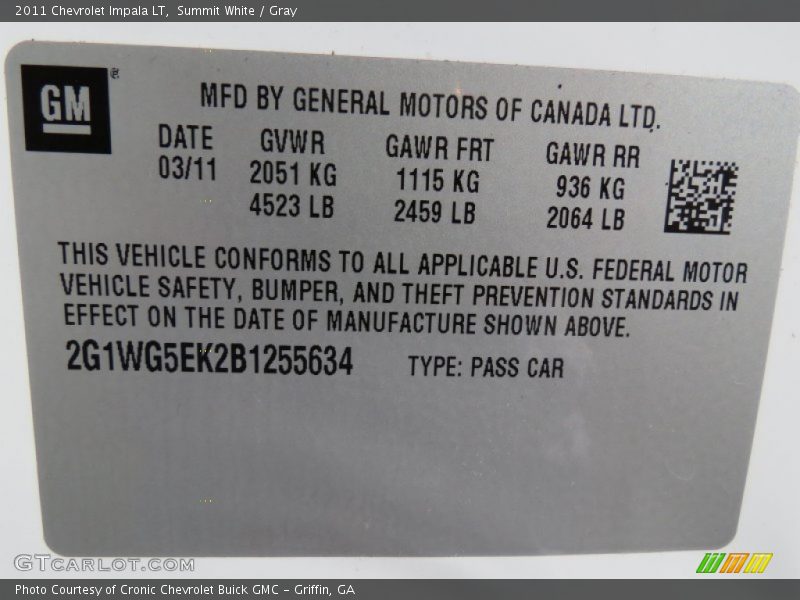 2011 Chevrolet Impala LT, Summit White / Gray
GM ®
MFD BY GENERAL MOTORS OF CANADA LTD.
DATE GVWR GAWR FRT GAWR RR
03/11 2051 KG 1115 KG 936 KG
4523 LB 2459 LB 2064 LB
THIS VEHICLE CONFORMS TO ALL APPLICABLE U.S. FEDERAL MOTOR
VEHICLE SAFETY, BUMPER, AND THEFT PREVENTION STANDARDS IN
EFFECT ON THE DATE OF MANUFACTURE SHOWN ABOVE.
2G1WG5EK2B1255634 TYPE: PASS CAR
GTCARLOT.COM
Photo Courtesy of Cronic Chevrolet Buick GMC - Griffin, GA